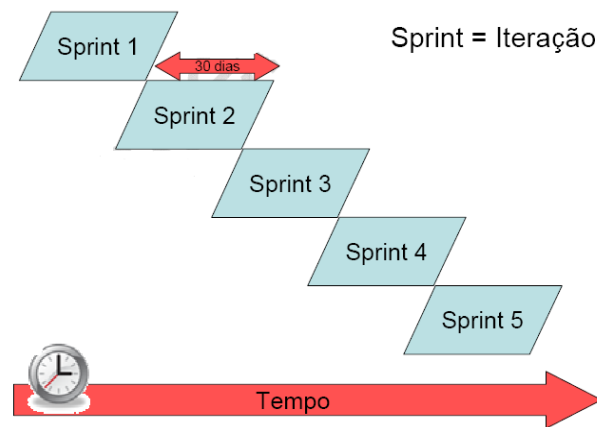 Sprint = Iteração
Sprint 1
30 dias
Sprint 2
Sprint 3
Sprint 4
Sprint 5
Tempo